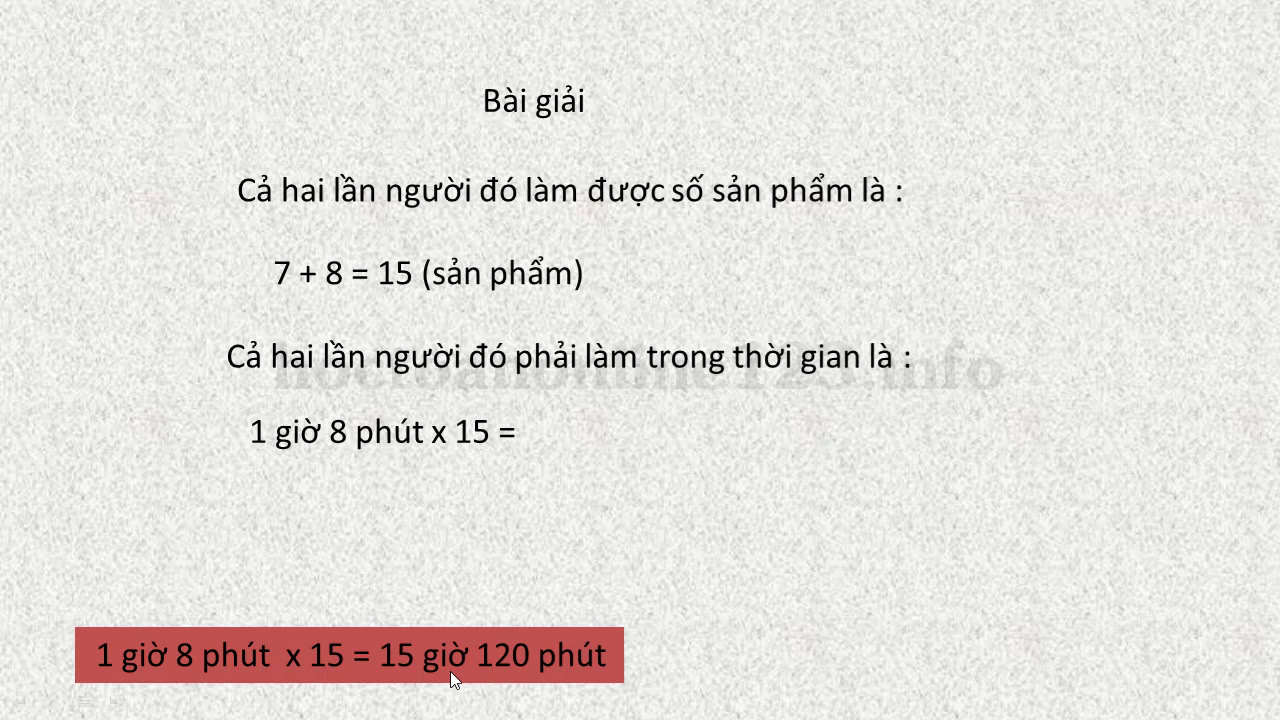 Bài giải
Cả hai lần người đó làm được số sản phẩm là :
7 + 8 = 15 (sản phẩm)
Cả hai lần người đó phải làm trong thời gian là :
hoctoanonline123.info
1 giờ 8 phút x 15 =
1 giờ 8 phút x 15 = 15 giờ 120 phút